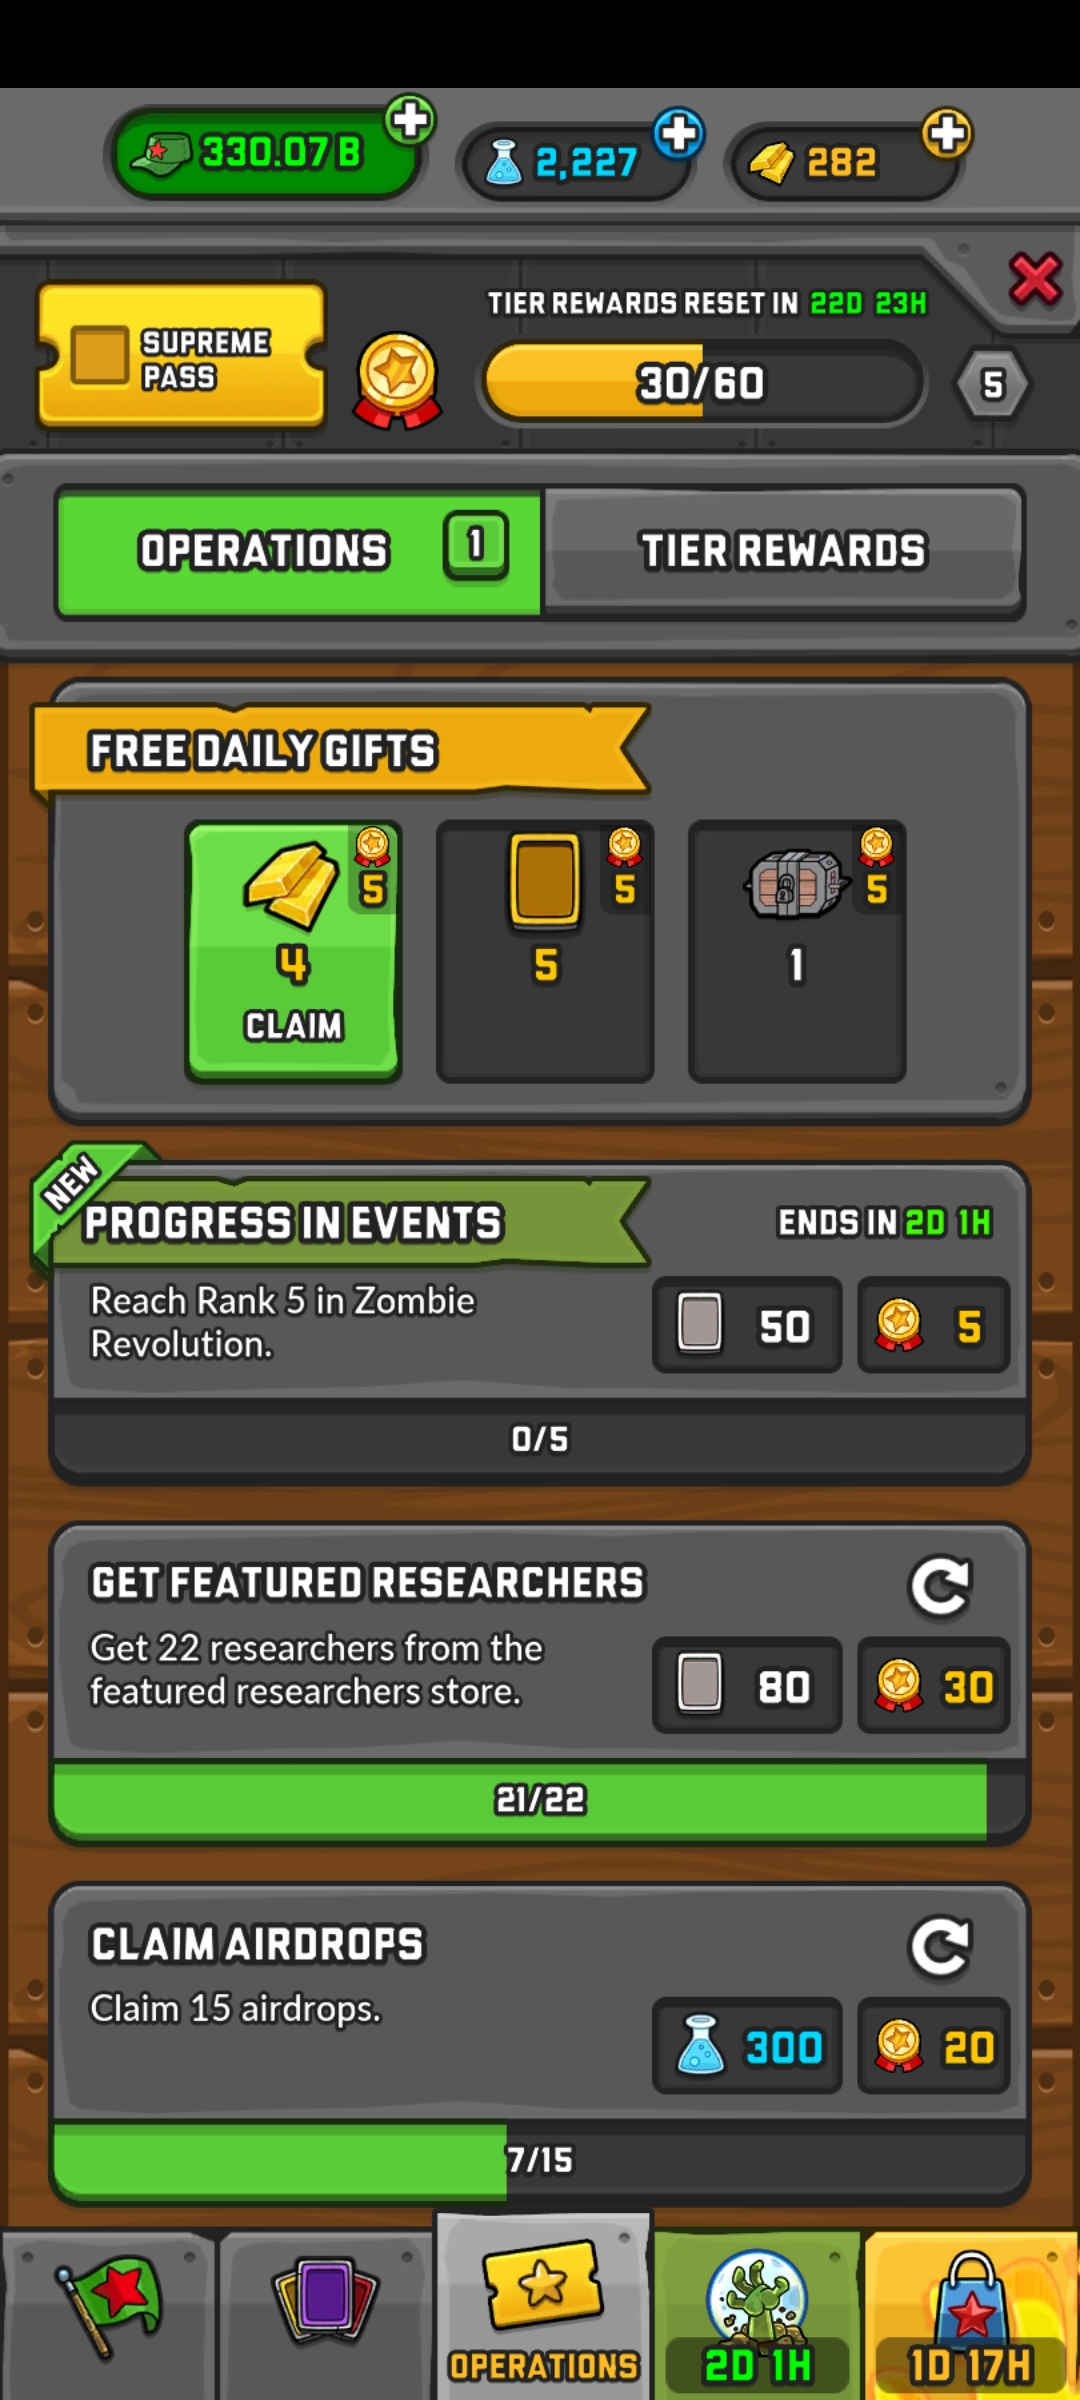 330.07 B
2,227
282
TIER REWARDS RESET IN 22D 23H
SUPREME
PASS
30/60
5
OPERATIONS
1
TIER REWARDS
FREE DAILY GIFTS
5
5
5
4
5
1
CLAIM
NEW
PROGRESS IN EVENTS
ENDS IN 2D 1H
Reach Rank 5 in Zombie
Revolution.
50
5
0/5
GET FEATURED RESEARCHERS
Get 22 researchers from the
featured researchers store.
80
30
21/22
CLAIM AIRDROPS
Claim 15 airdrops.
300
20
7/15
OPERATIONS
2D 1H
1D 17H